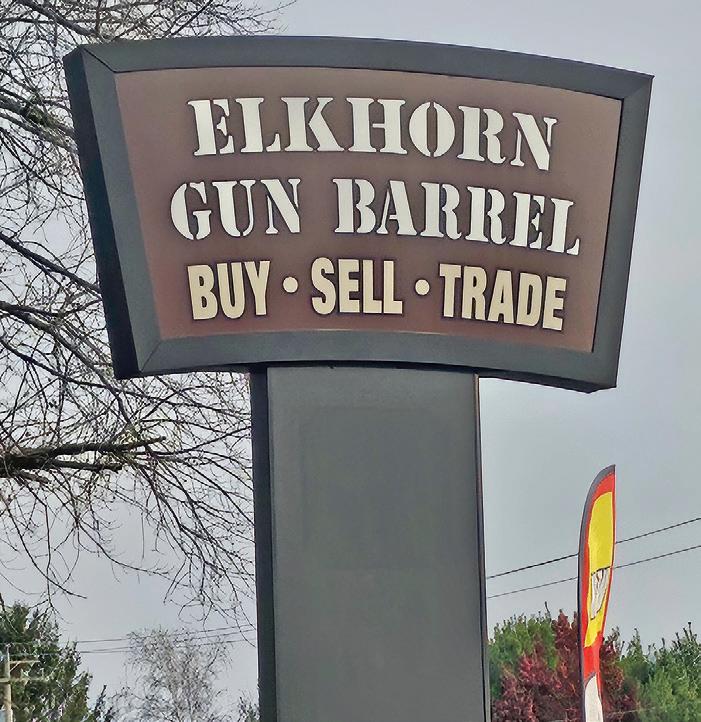 ELKHORN
GUN BARREL
BUY • SELL • TRADE